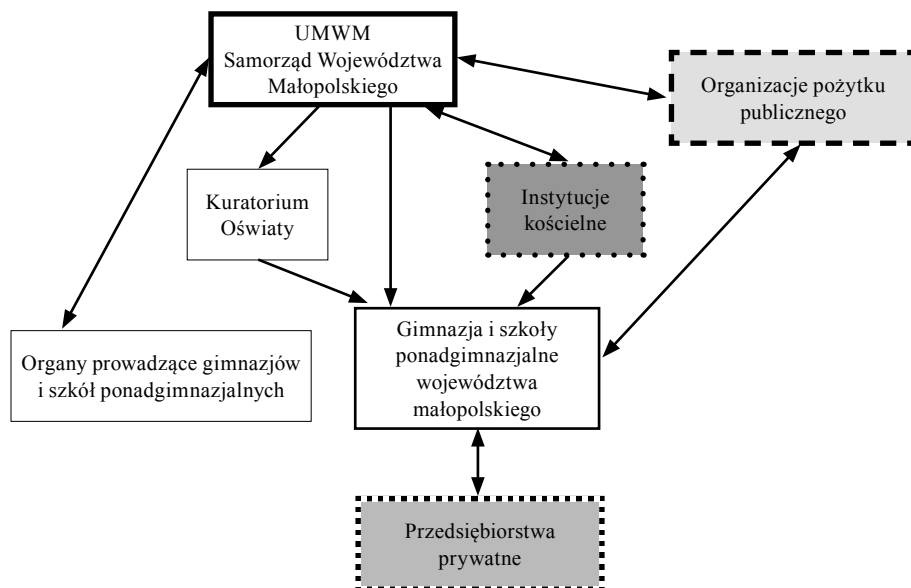 UMWM
Samorząd Województwa
Małopolskiego
Organizacje pożytku
publicznego
Kuratorium
Oświaty
Instytucje
kościelne
Organy prowadzące gimnazjów
i szkół ponadgimnazjalnych
Gimnazja i szkoły
ponadgimnazjalne
województwa
małopolskiego
Przedsiębiorstwa
prywatne